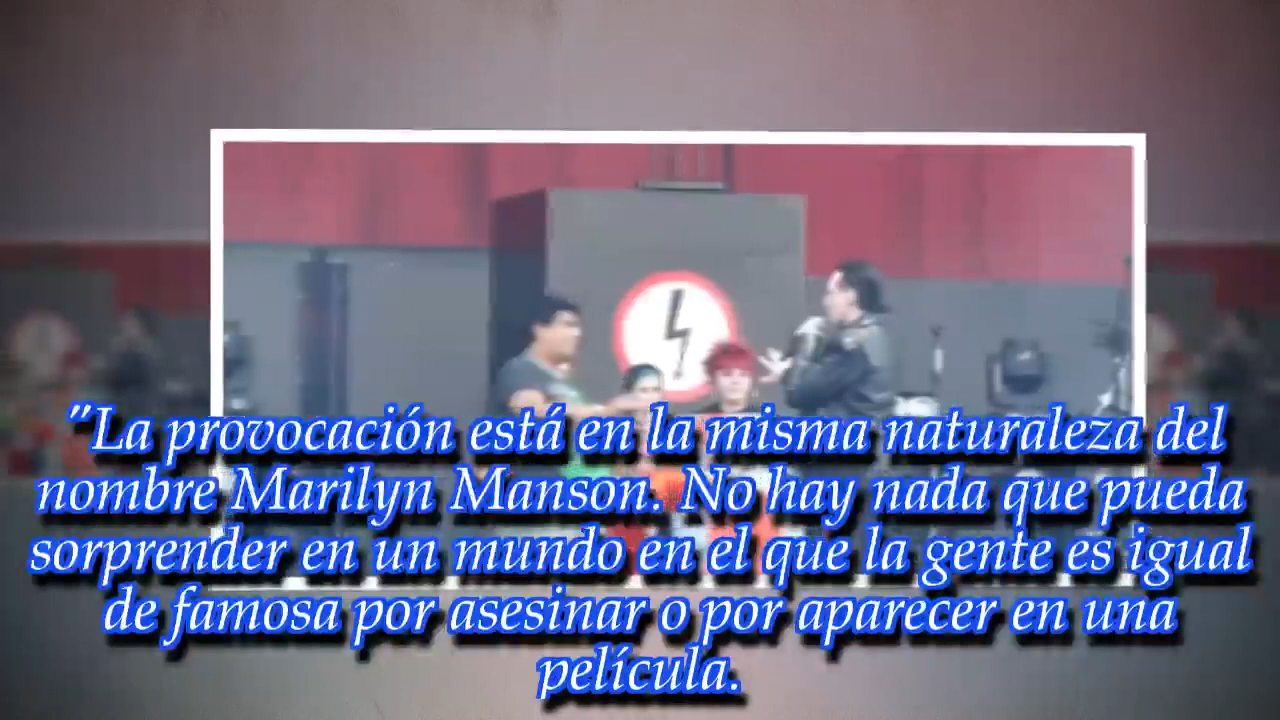 "La provocación está en la misma naturaleza del
nombre Marilyn Manson. No hay nada que pueda
sorprender en un mundo en el que la gente es igual
de famosa por asesinar o por aparecer en una
película.